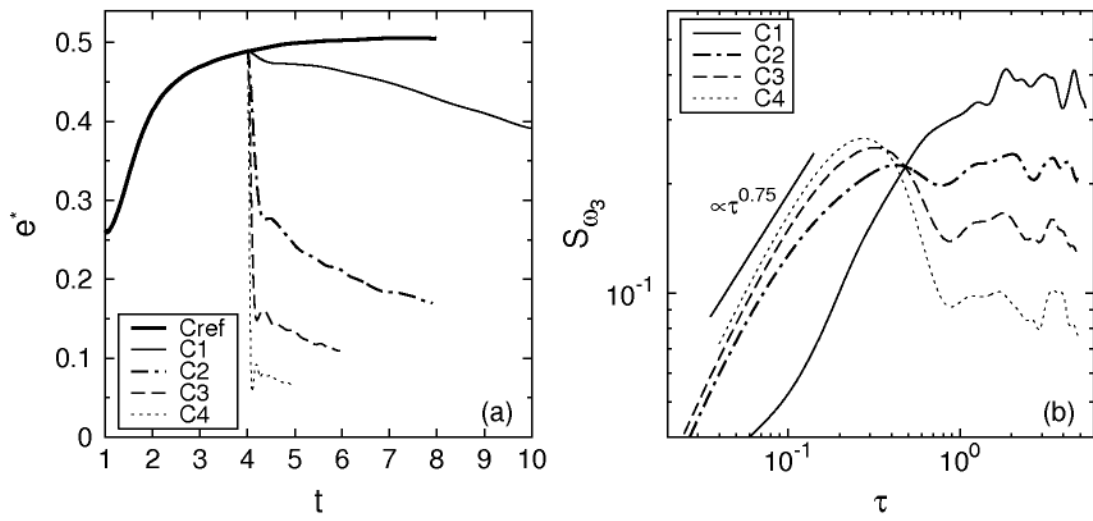 0.5
0.4
0.3
0.2
0.1
0
e*
Cref
C1
C2
C3
C4
(a)
1 2 3 4 5 6 7 8 9 10
t
C1
C2
C3
C4
∝τ^0.75
S_ω3
10^-1
(b)
10^-1 10^0
τ